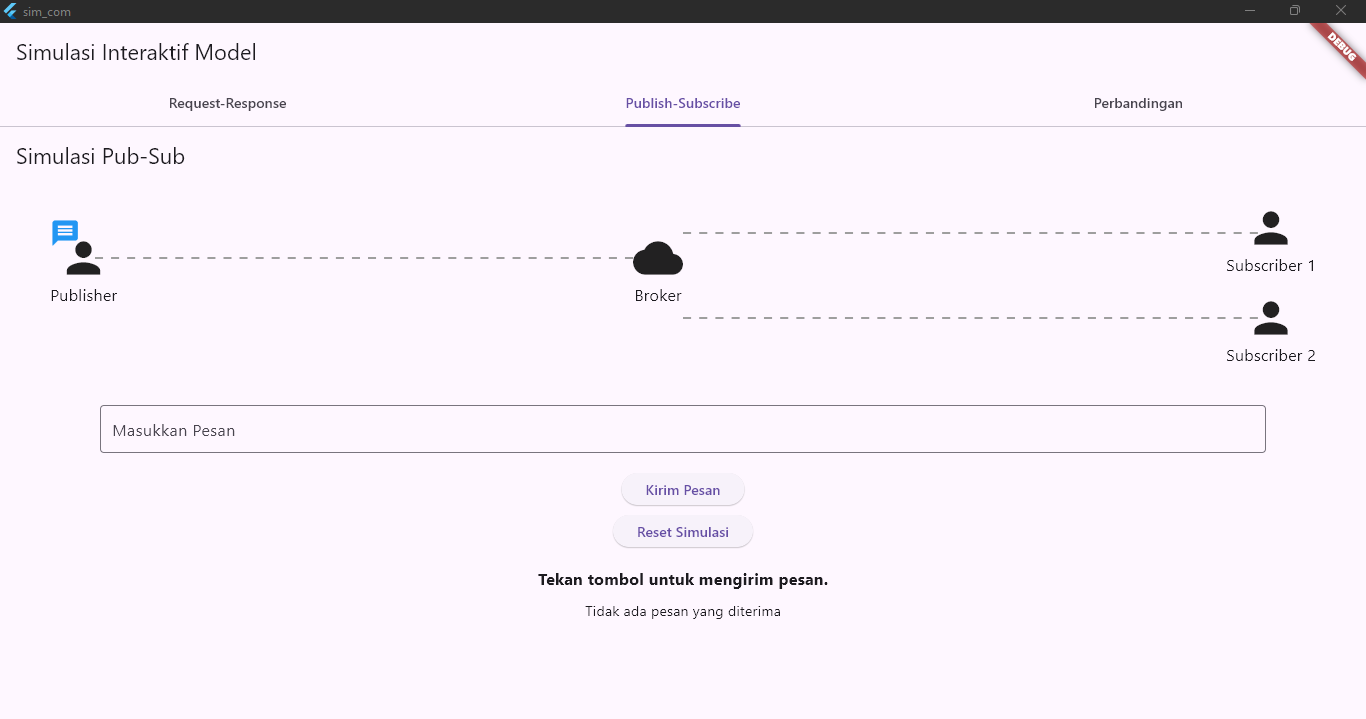 sim_com
DEBUG
Simulasi Interaktif Model
Request-Response Publish-Subscribe Perbandingan
Simulasi Pub-Sub
Subscriber 1
Publisher Broker
Subscriber 2
Masukkan Pesan
Kirim Pesan
Reset Simulasi
Tekan tombol untuk mengirim pesan.
Tidak ada pesan yang diterima